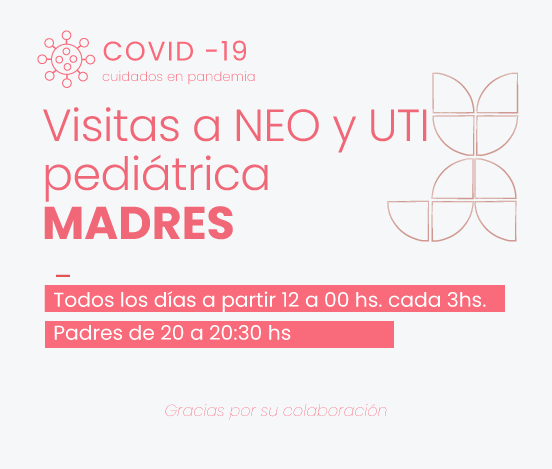 COVID -19
cuidados en pandemia
Visitas a NEO y UTI
pediátrica
MADRES
Todos los días a partir 12 a 00 hs. cada 3hs.
Padres de 20 a 20:30 hs
Gracias por su colaboración